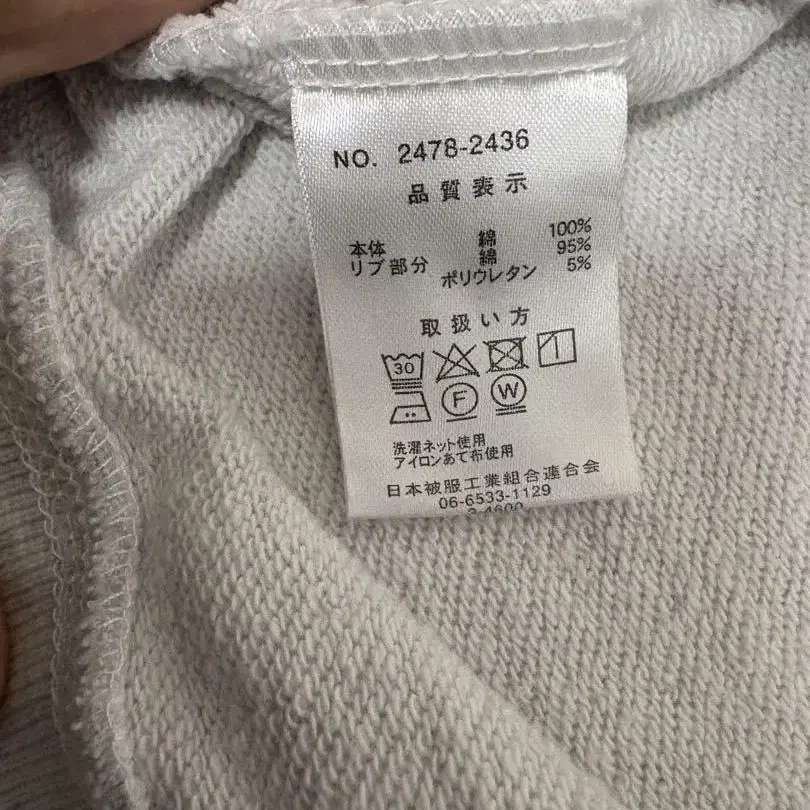 NO. 2478-2436
品質表示
本体 綿 100%
リブ部分 綿 95%
ポリウレタン 5%
取扱い方
30
F W
洗濯ネット使用
アイロンあて布使用
日本被服工業組合連合会
06-6533-1129
3-4600